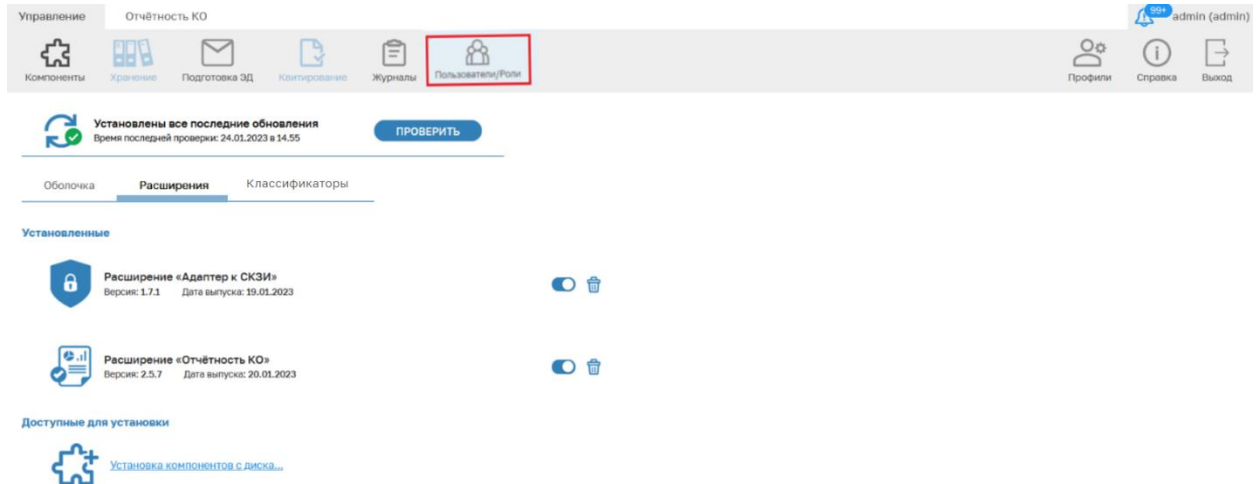 Управление Отчётность КО 99+ admin (admin)
Компоненты Хранение Подготовка ЭД Квитирование Журналы Пользователи/Роли Профили Справка Выход
Установлены все последние обновления
Время последней проверки: 24.01.2023 в 14.55
ПРОВЕРИТЬ
Оболочка Расширения Классификаторы
Установленные
Расширение «Адаптер к СКЗИ»
Версия: 1.7.1 Дата выпуска: 19.01.2023
Расширение «Отчётность КО»
Версия: 2.5.7 Дата выпуска: 20.01.2023
Доступные для установки
Установка компонентов с диска...